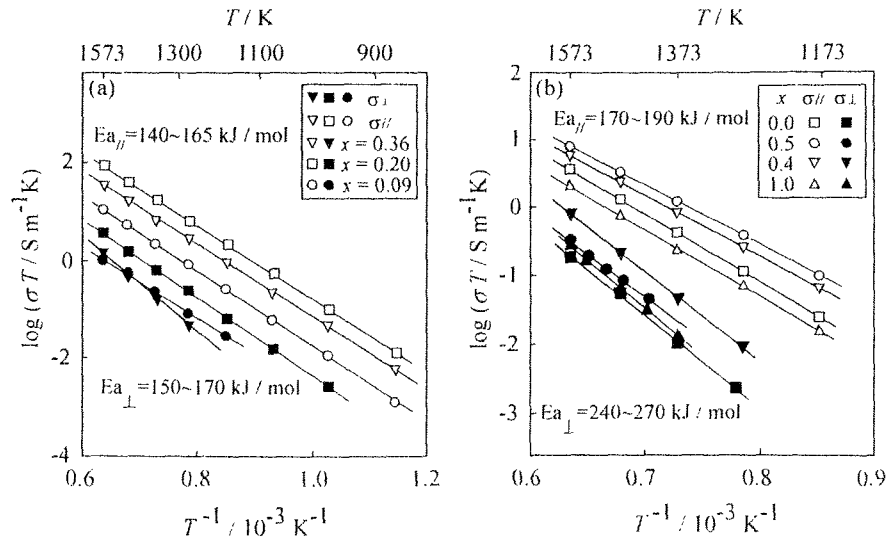 T / K
1573 1300 1100 900
(a)
σ⊥
σ//
x = 0.36
x = 0.20
x = 0.09
Ea// =140~165 kJ / mol
Ea⊥ =150~170 kJ / mol
log (σT / S m⁻¹K)
2
0
-2
-4
0.6 0.8 1.0 1.2
T⁻¹ / 10⁻³ K⁻¹
T / K
1573 1373 1173
(b)
x σ// σ⊥
0.0
0.5
0.4
1.0
Ea// =170~190 kJ / mol
Ea⊥ =240~270 kJ / mol
log (σT / S m⁻¹K)
2
1
0
-1
-2
-3
0.6 0.7 0.8 0.9
T⁻¹ / 10⁻³ K⁻¹